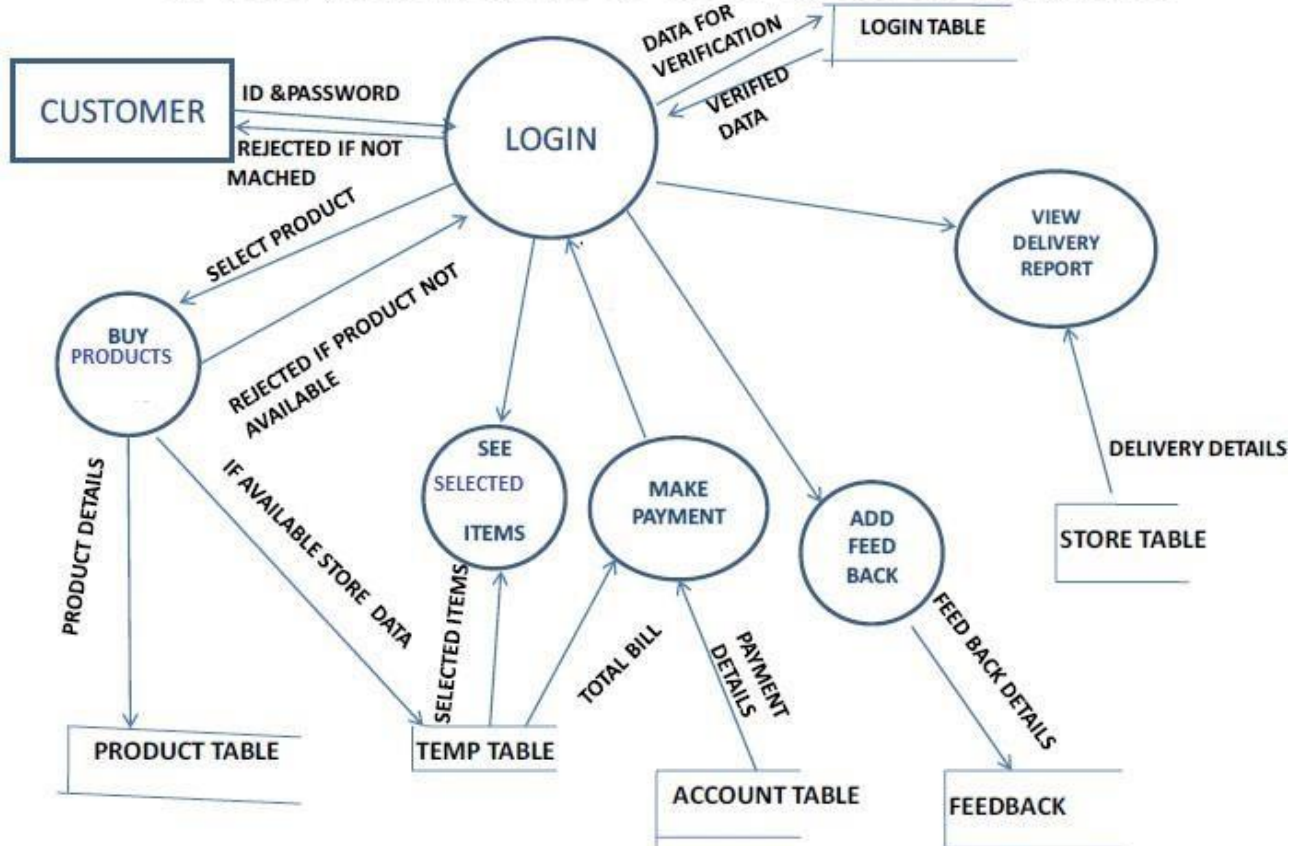 DATA FOR
VERIFICATION
LOGIN TABLE
CUSTOMER
ID &PASSWORD
LOGIN
VERIFIED
DATA
REJECTED IF NOT
MACHED
SELECT PRODUCT
VIEW
DELIVERY
REPORT
BUY
PRODUCTS
REJECTED IF PRODUCT NOT
AVAILABLE
SEE
SELECTED
ITEMS
MAKE
PAYMENT
ADD
FEED
BACK
DELIVERY DETAILS
STORE TABLE
PRODUCT DETAILS
IF AVAILABLE STORE DATA
SELECTED ITEMS
TOTAL BILL
PAYMENT
DETAILS
FEED BACK DETAILS
PRODUCT TABLE
TEMP TABLE
ACCOUNT TABLE
FEEDBACK